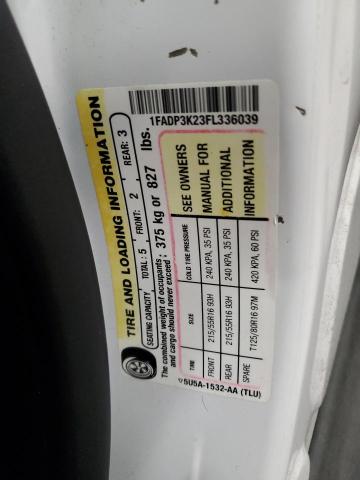 TIRE AND LOADING INFORMATION
SEATING CAPACITY TOTAL: 5 FRONT: 2 REAR: 3
The combined weight of occupants and cargo should never exceed: 375 kg or 827 lbs.
SIZE COLD TIRE PRESSURE SEE OWNERS
FRONT 215/55R16 93H 240 KPA, 35 PSI MANUAL FOR
REAR 215/55R16 93H 240 KPA, 35 PSI ADDITIONAL
SPARE T125/80R16 97M 420 KPA, 60 PSI INFORMATION
5U5A-1532-AA (TLU)
1FADP3K23FL336039